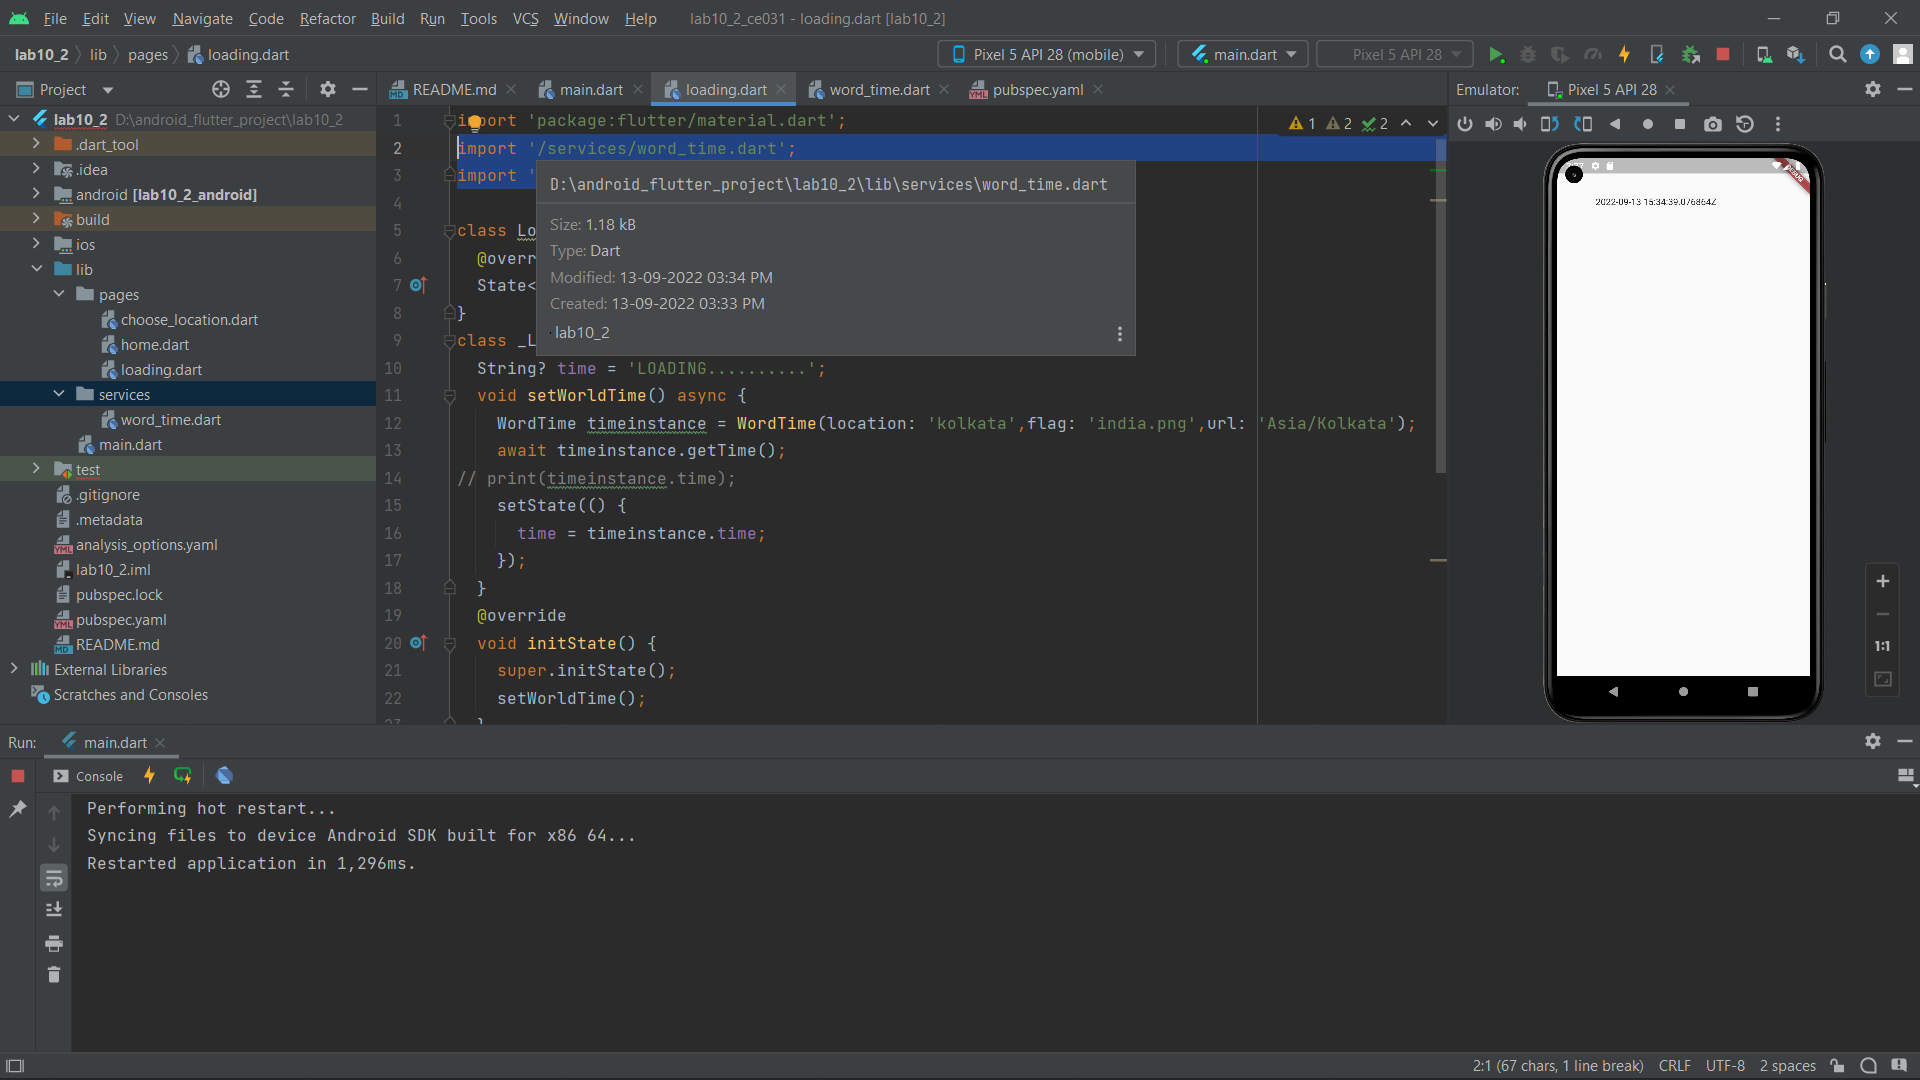 File Edit View Navigate Code Refactor Build Run Tools VCS Window Help lab10_2_ce031 - loading.dart [lab10_2]
lab10_2 lib pages loading.dart Pixel 5 API 28 (mobile) main.dart Pixel 5 API 28
Project README.md main.dart loading.dart word_time.dart pubspec.yaml Emulator: Pixel 5 API 28
lab10_2 D:\android_flutter_project\lab10_2
.dart_tool
.idea
android [lab10_2_android]
build
ios
lib
pages
choose_location.dart
home.dart
loading.dart
services
word_time.dart
main.dart
test
.gitignore
.metadata
analysis_options.yaml
lab10_2.iml
pubspec.lock
pubspec.yaml
README.md
External Libraries
Scratches and Consoles
1 import 'package:flutter/material.dart'; 1 2 2
2 import '/services/word_time.dart';
3 import '
4
5 class Lo
6 @overr
7 State<
8 }
9 class _L
10 String? time = 'LOADING..........';
11 void setWorldTime() async {
12 WordTime timeinstance = WordTime(location: 'kolkata',flag: 'india.png',url: 'Asia/Kolkata');
13 await timeinstance.getTime();
14 // print(timeinstance.time);
15 setState(() {
16 time = timeinstance.time;
17 });
18 }
19 @override
20 void initState() {
21 super.initState();
22 setWorldTime();
23 }
D:\android_flutter_project\lab10_2\lib\services\word_time.dart
Size: 1.18 kB
Type: Dart
Modified: 13-09-2022 03:34 PM
Created: 13-09-2022 03:33 PM
lab10_2
2022-09-13 15:34:39.076864Z
1:1
Run: main.dart
Console
Performing hot restart...
Syncing files to device Android SDK built for x86 64...
Restarted application in 1,296ms.
2:1 (67 chars, 1 line break) CRLF UTF-8 2 spaces